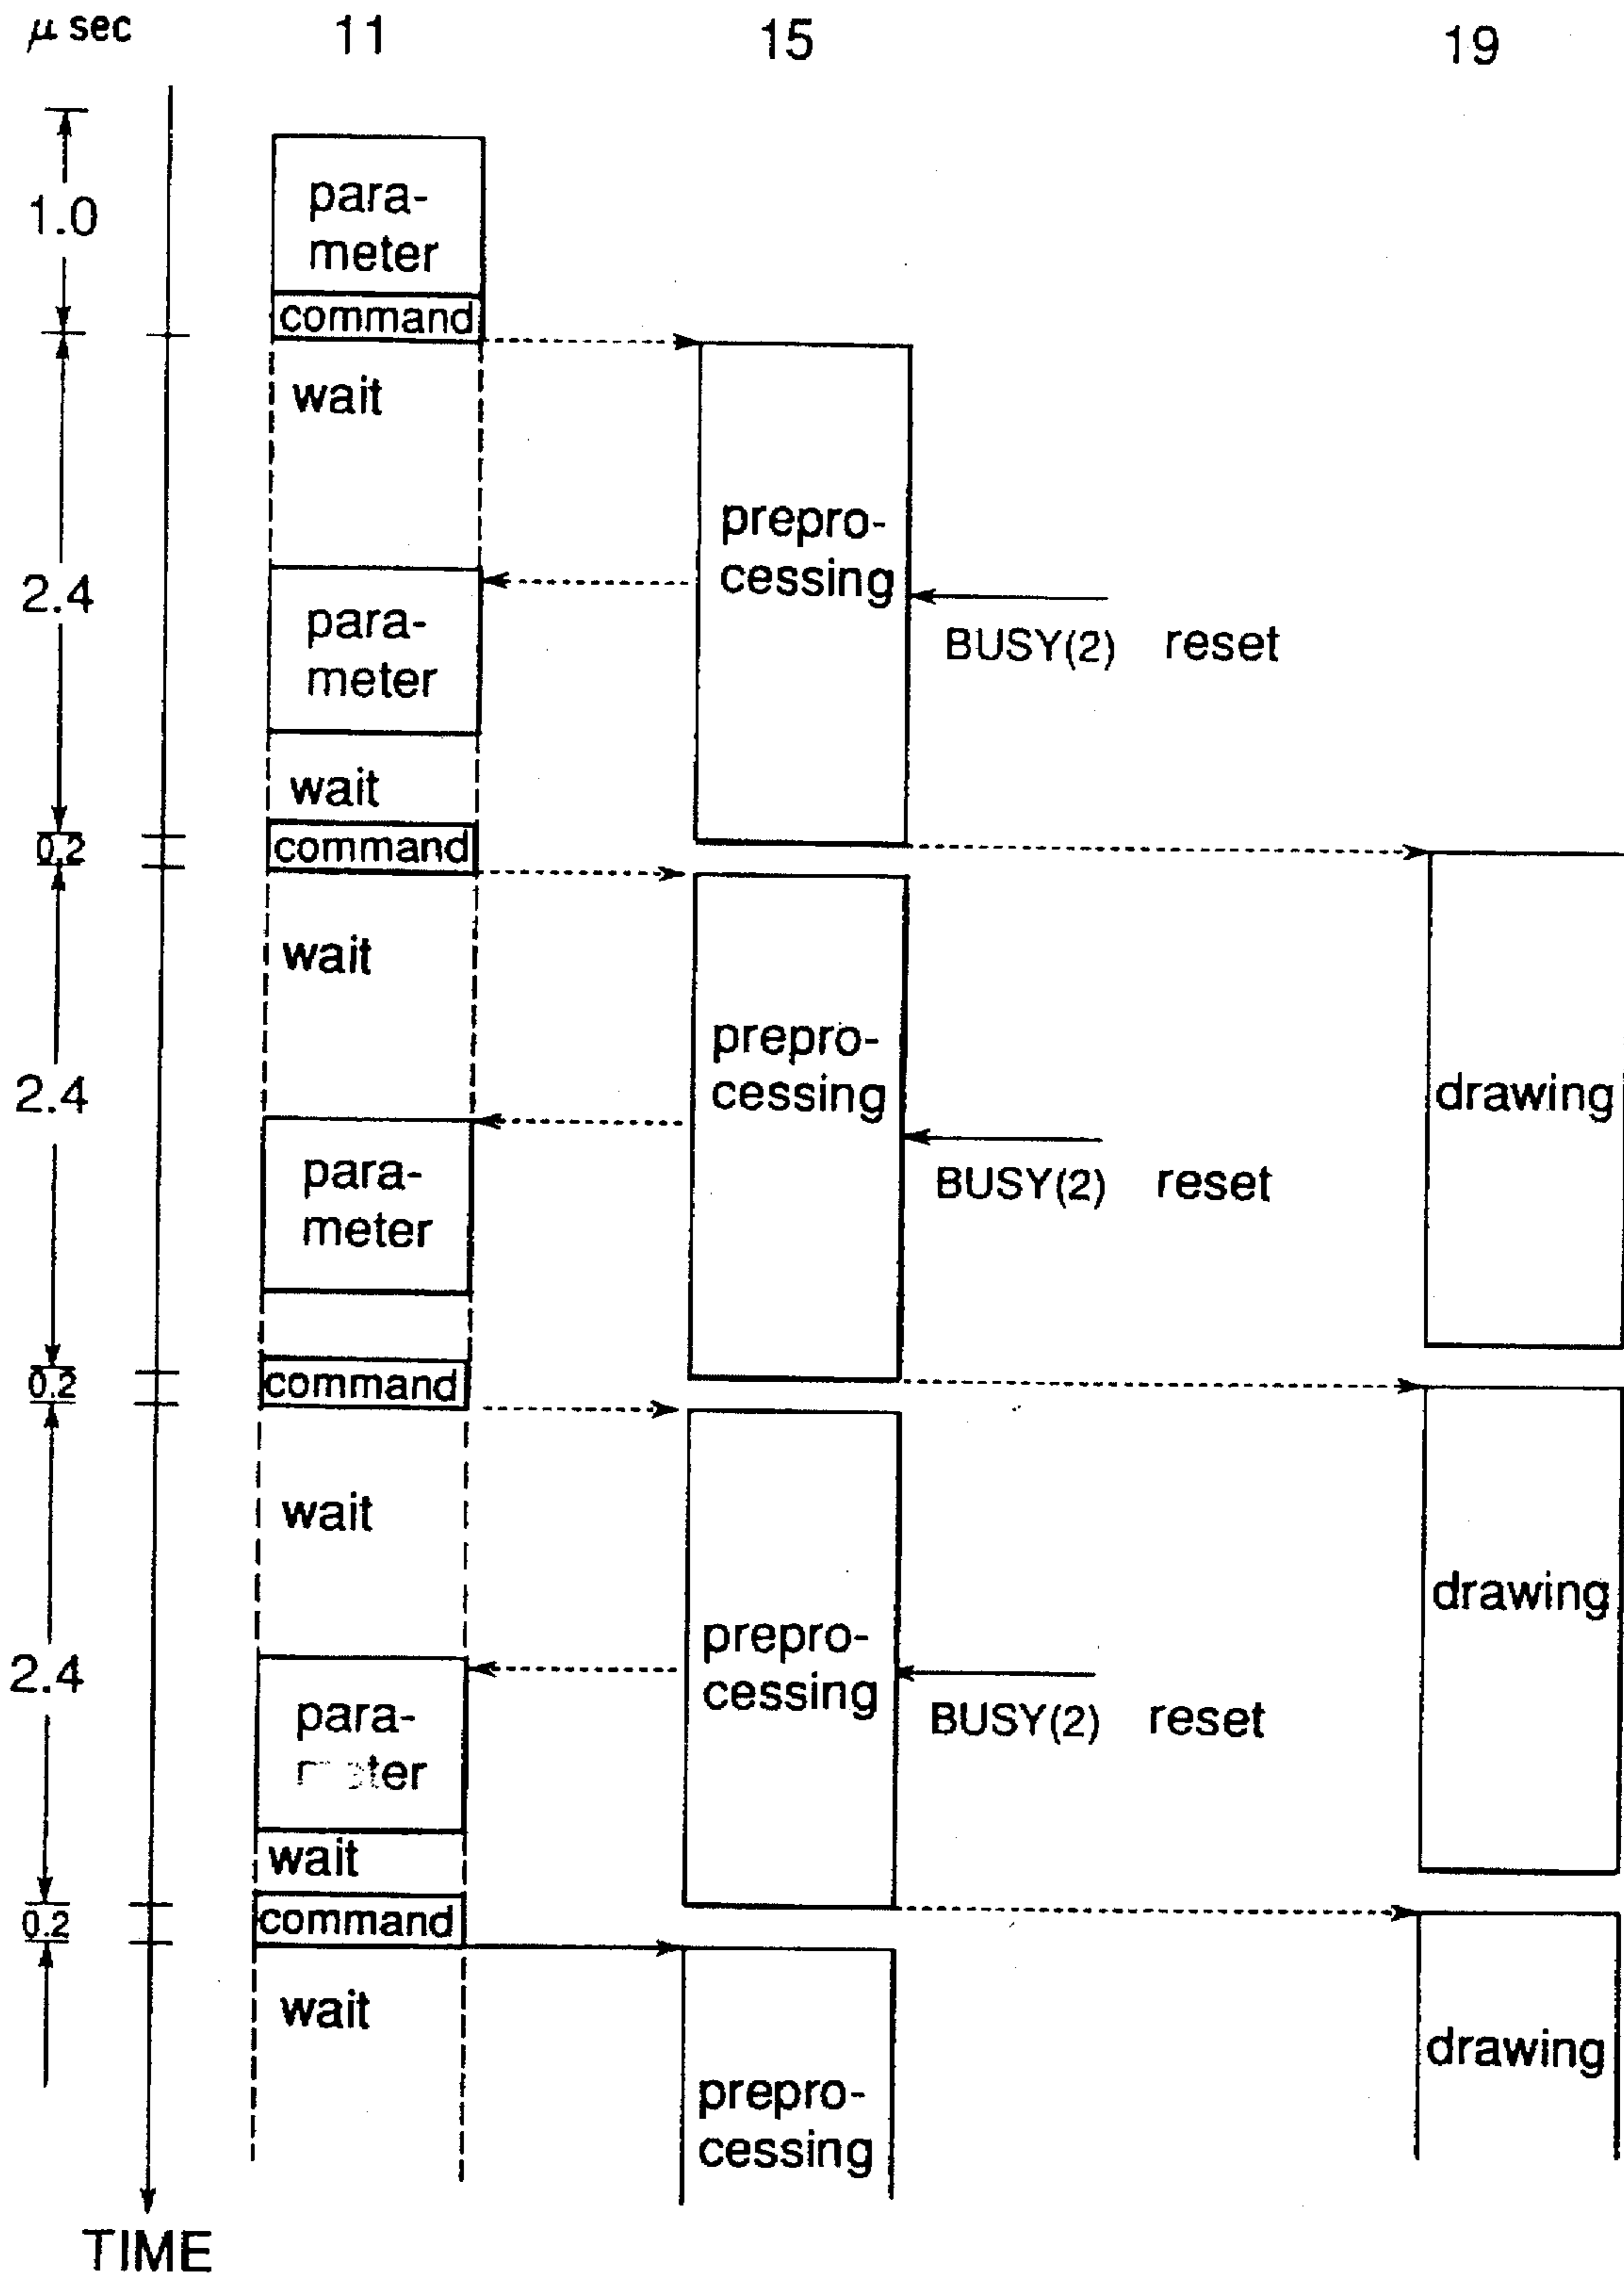 μ sec 11 15 19
para-
1.0
meter
command
wait
prepro-
cessing
2.4
para-
meter
BUSY(2) reset
wait
0.2
command
wait
prepro-
cessing
2.4
drawing
para-
meter
BUSY(2) reset
0.2
command
wait
drawing
prepro-
cessing
2.4
para-
meter
BUSY(2) reset
wait
0.2
command
wait
drawing
prepro-
cessing
TIME